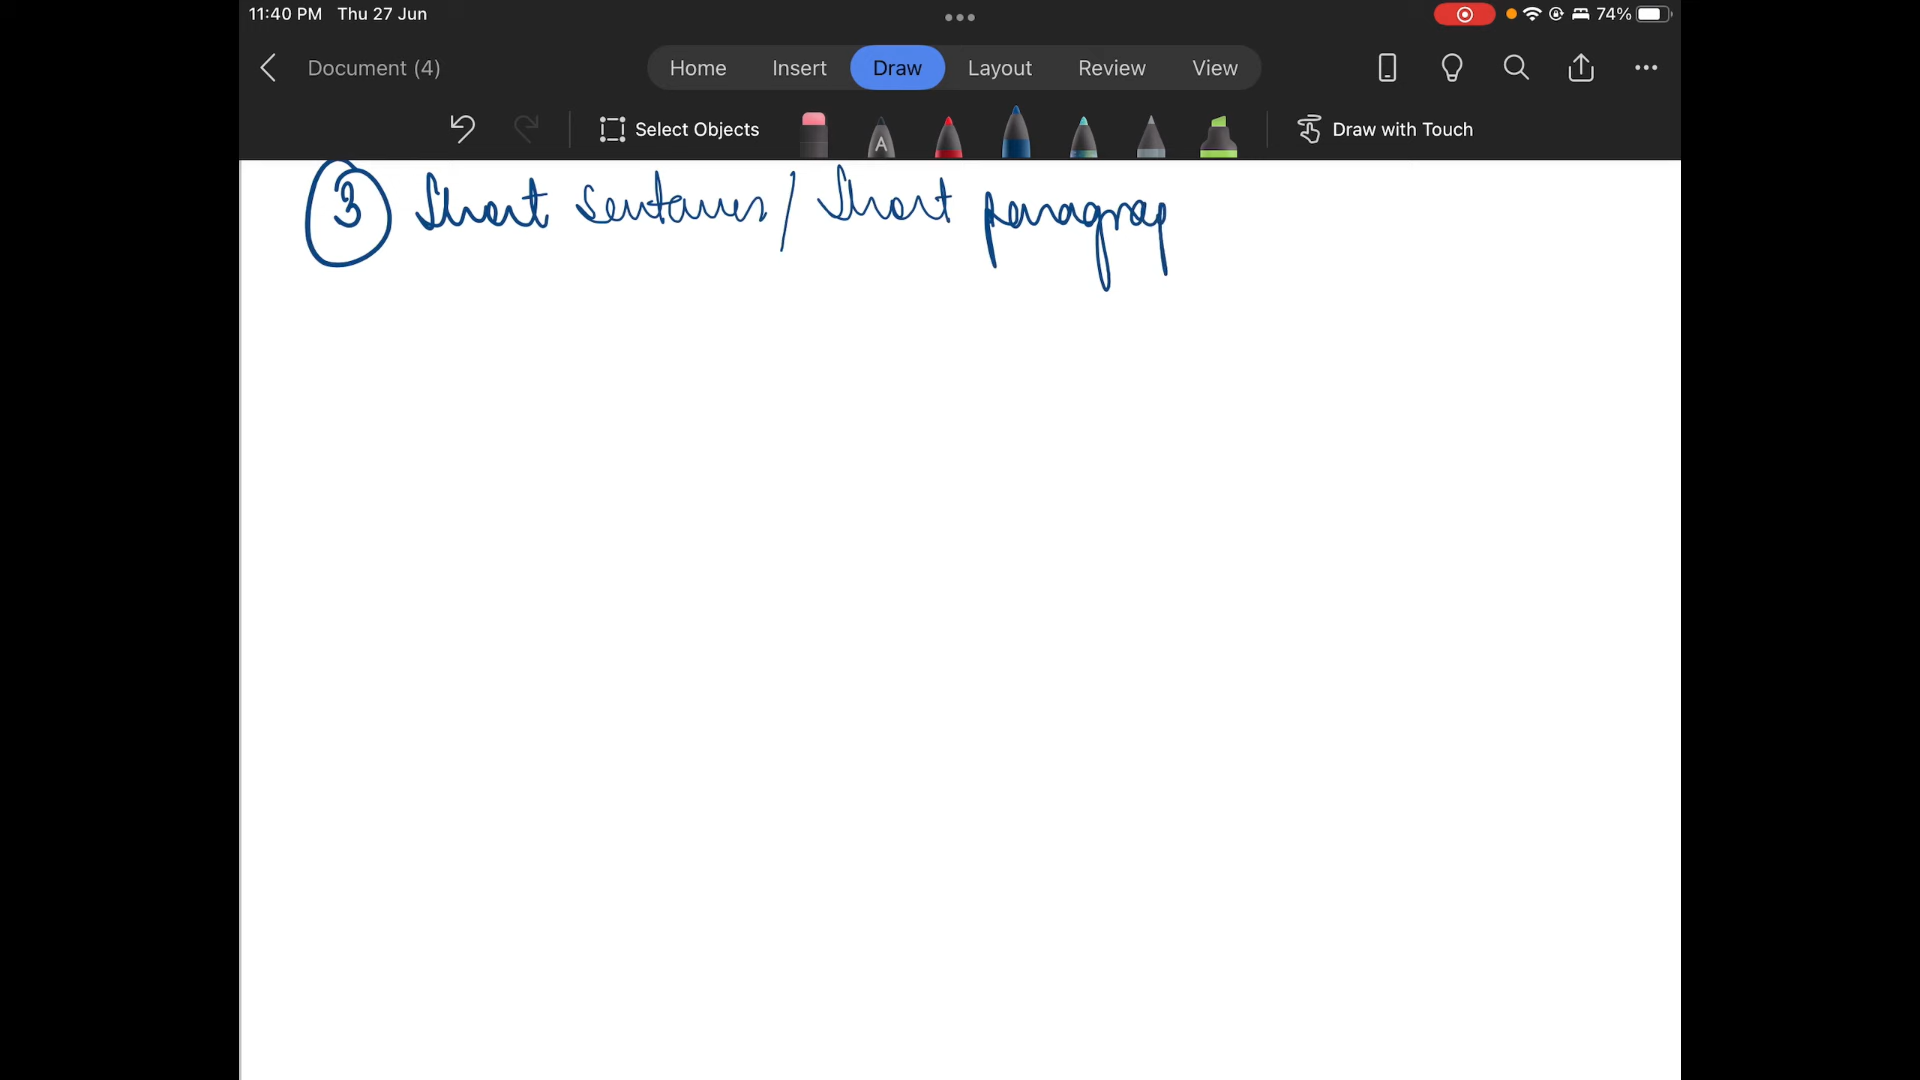 11:40 PM Thu 27 Jun 74%
Document (4) Home Insert Draw Layout Review View
Select Objects A Draw with Touch
3 Short sentences / Short paragrap